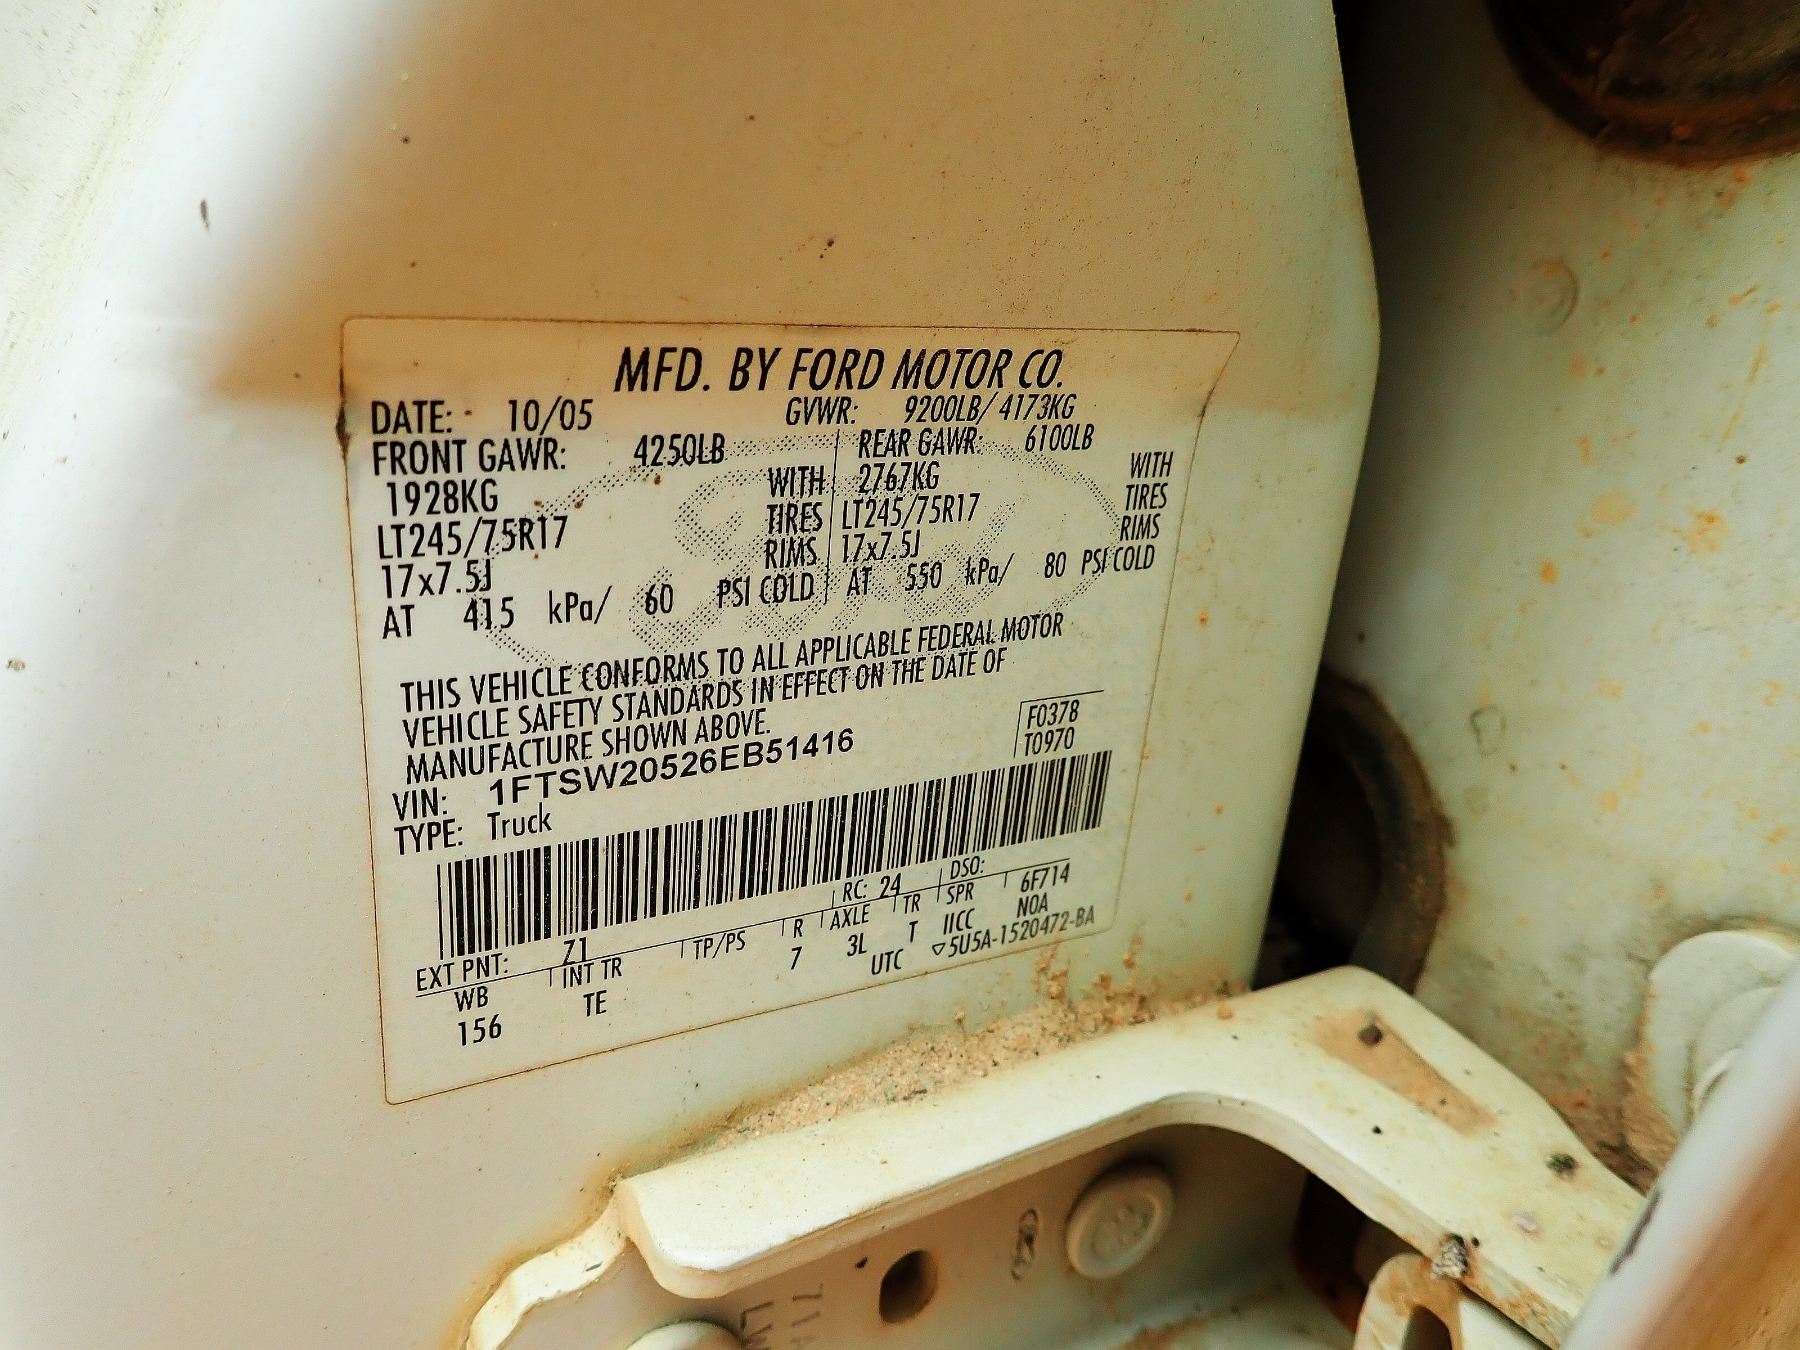 MFD. BY FORD MOTOR CO.
DATE: 10/05 GVWR: 9200LB/ 4173KG
FRONT GAWR: 4250LB REAR GAWR: 6100LB
1928KG WITH 2767KG WITH
LT245/75R17 TIRES LT245/75R17 TIRES
17x7.5J RIMS 17x7.5J RIMS
AT 415 kPa/ 60 PSI COLD AT 550 kPa/ 80 PSI COLD
THIS VEHICLE CONFORMS TO ALL APPLICABLE FEDERAL MOTOR
VEHICLE SAFETY STANDARDS IN EFFECT ON THE DATE OF
MANUFACTURE SHOWN ABOVE.
F0378
T0970
VIN: 1FTSW20526EB51416
TYPE: Truck
EXT PNT: Z1 RC: 24 DSO: 6F714
WB INT TR TP/PS R AXLE TR SPR NOA
156 TE 7 3L T IICC
UTC 5U5A-1520472-BA